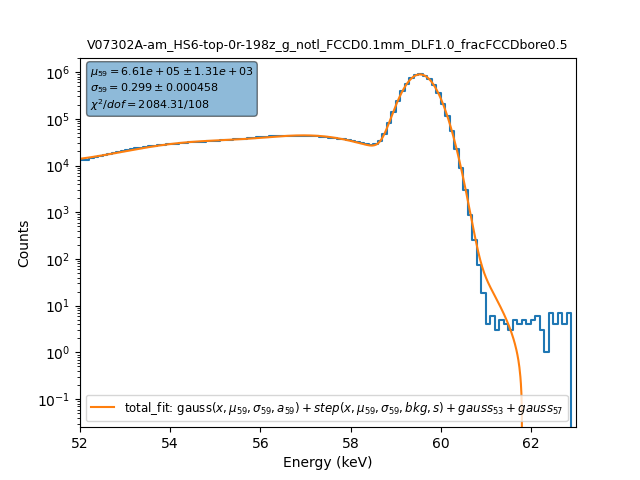 V07302A-am_HS6-top-0r-198z_g_notl_FCCD0.1mm_DLF1.0_fracFCCDbore0.5
μ₅₉ = 6.61e + 05 ± 1.31e + 03
σ₅₉ = 0.299 ± 0.000458
χ²/dof = 2084.31/108
10⁶
10⁵
10⁴
10³
10²
10¹
10⁰
10⁻¹
Counts
total_fit: gauss(x, μ₅₉, σ₅₉, a₅₉) + step(x, μ₅₉, σ₅₉, bkg, s) + gauss₅₃ + gauss₅₇
52 54 56 58 60 62
Energy (keV)